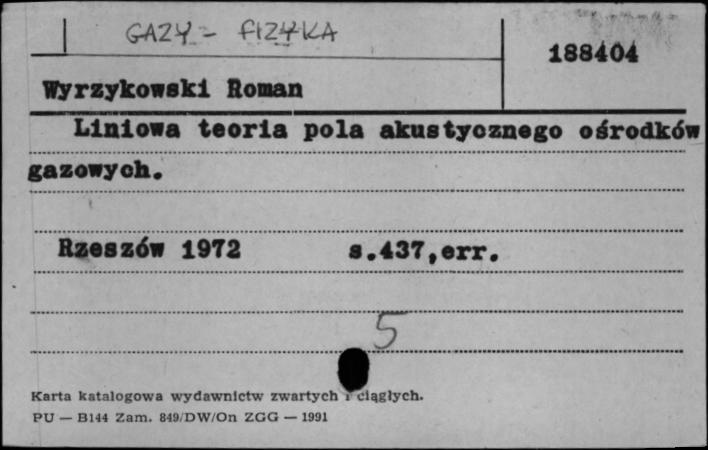 GAZY - FIZYKA
188404
Wyrzykowski Roman
Liniowa teoria pola akustycznego ośrodków
gazowych.
Rzeszów 1972 s.437,err.
5
Karta katalogowa wydawnictw zwartych i ciągłych.
PU — B144 Zam. 849/DW/On ZGG — 1991